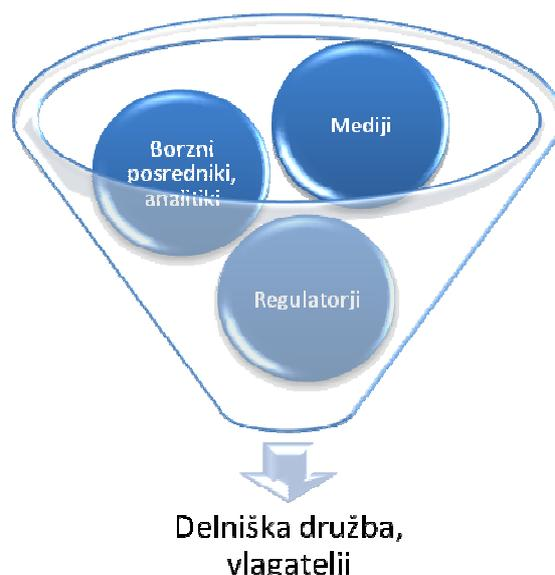 Mediji
Borzni
posredniki,
analitiki
Regulatorji
Delniška družba,
vlagatelji